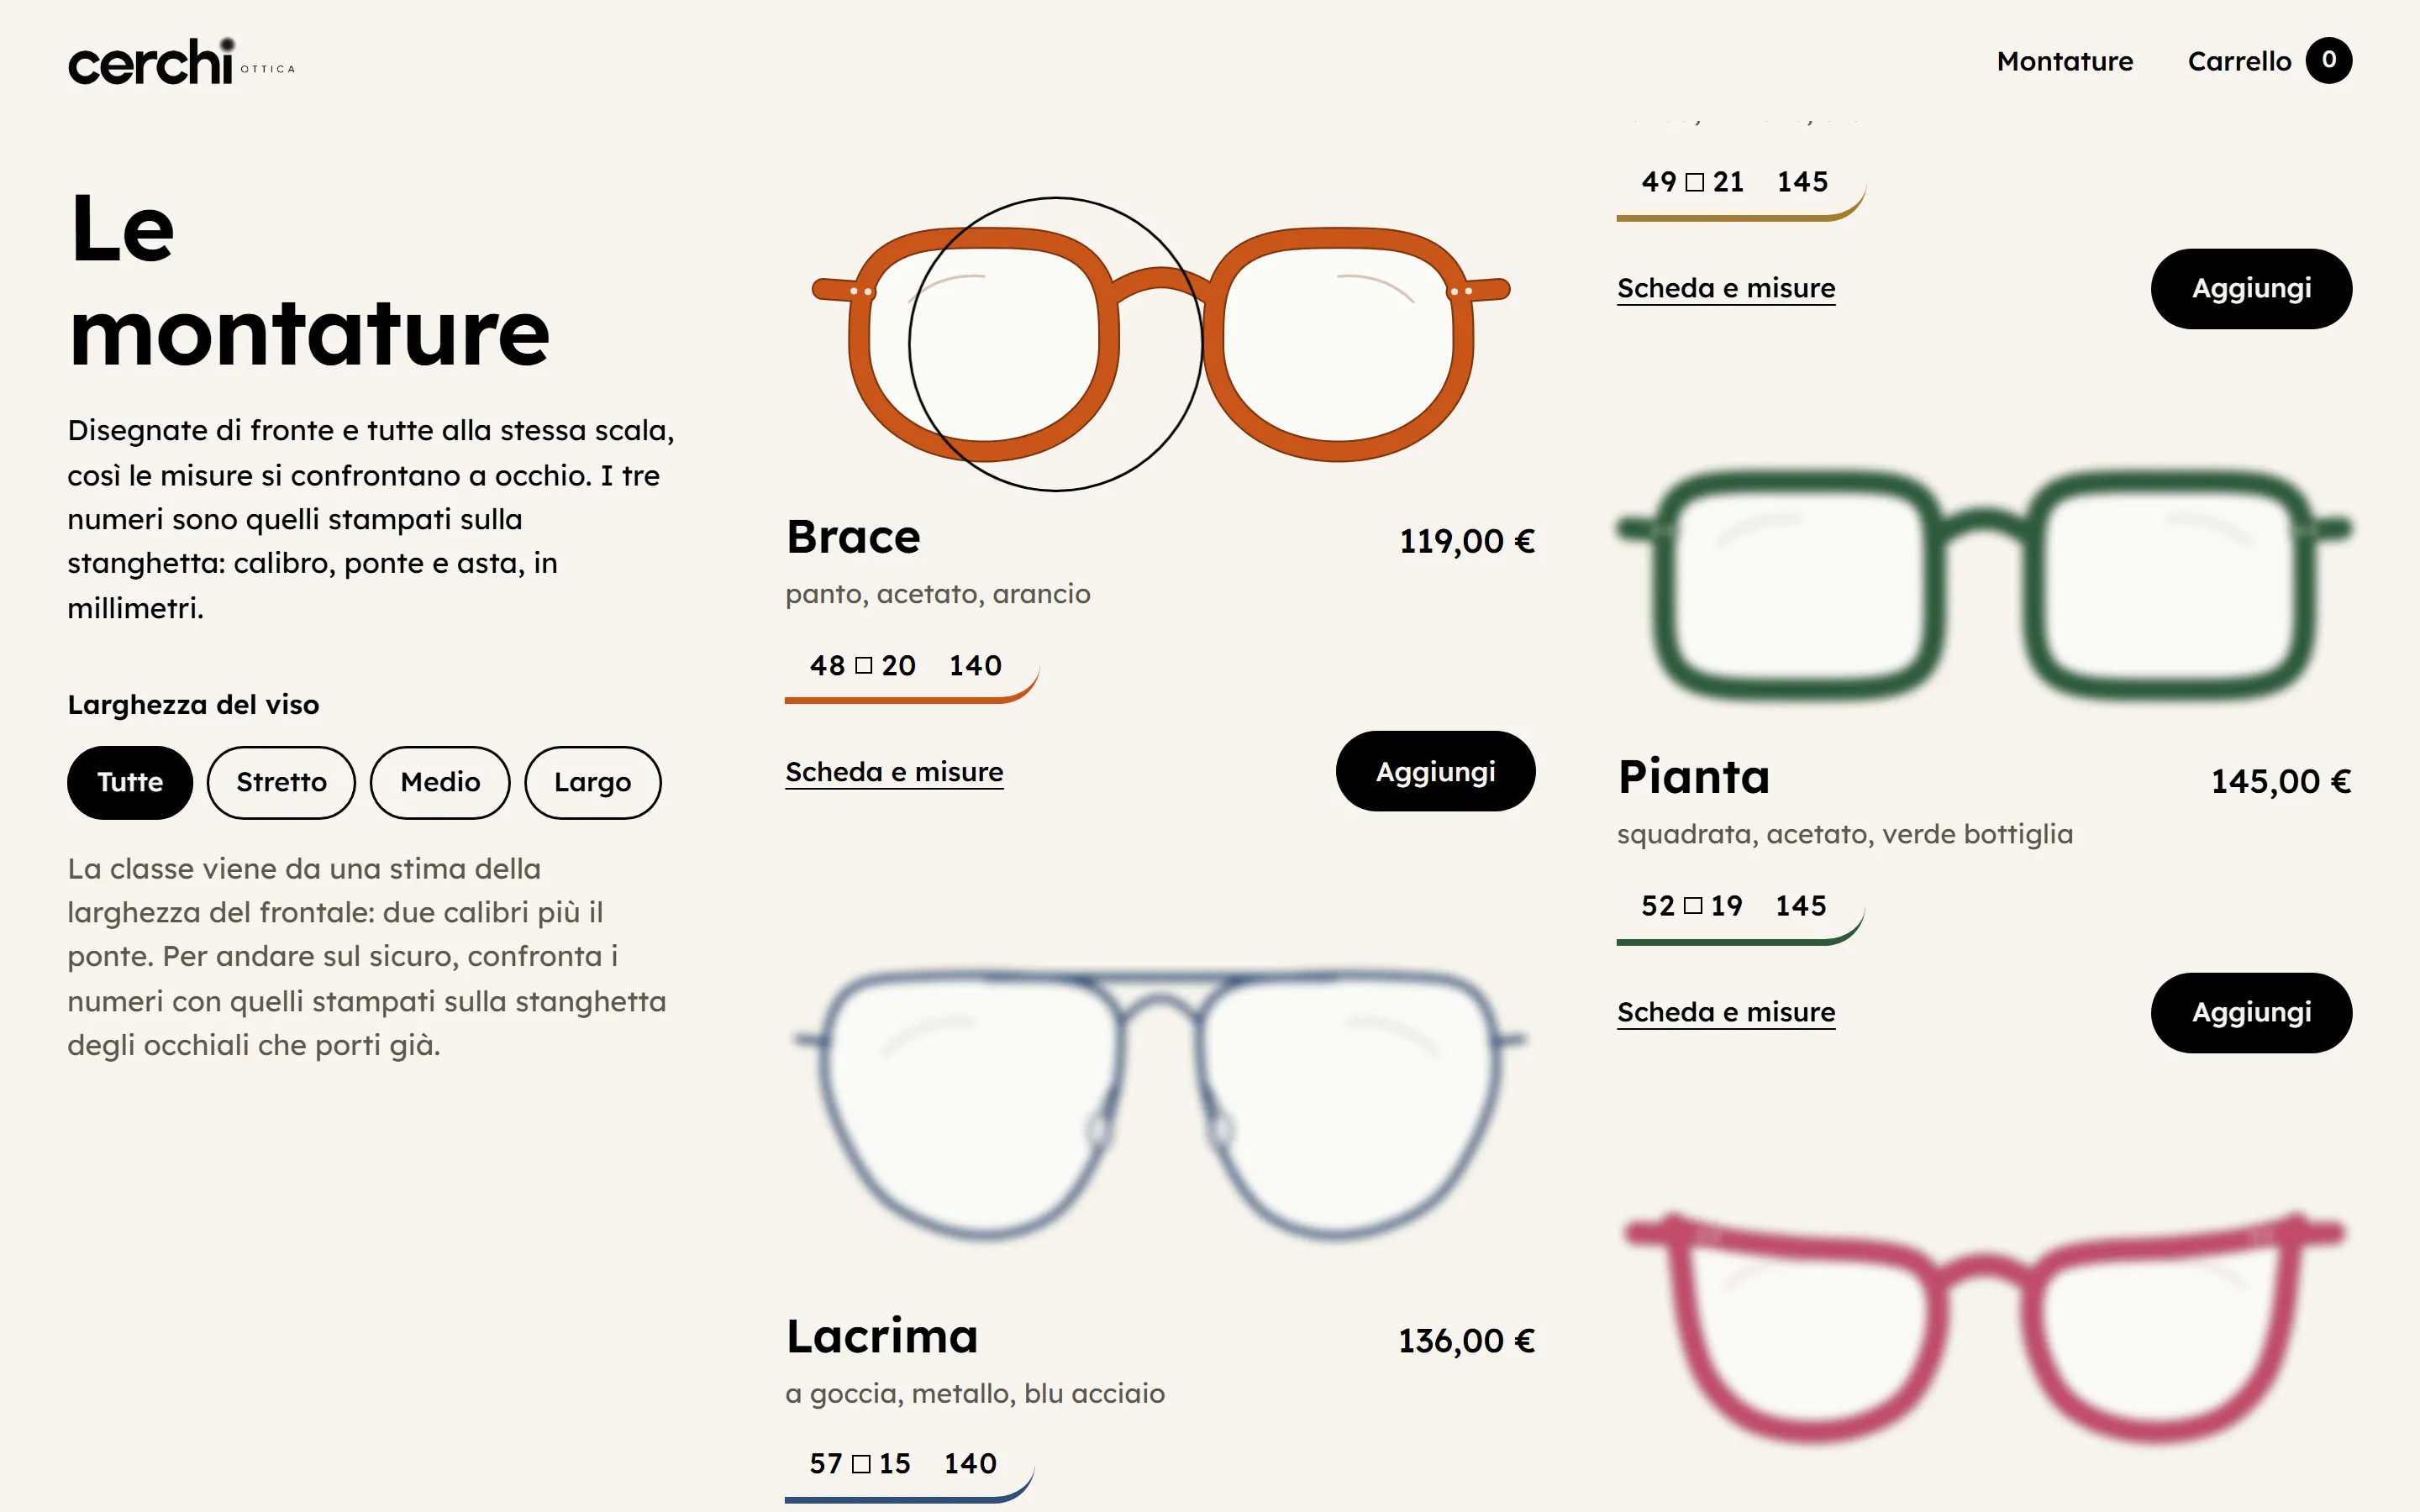 cerchi OTTICA
Montature
Carrello 0
Le
montature
Disegnate di fronte e tutte alla stessa scala,
così le misure si confrontano a occhio. I tre
numeri sono quelli stampati sulla
stanghetta: calibro, ponte e asta, in
millimetri.
Larghezza del viso
Tutte
Stretto
Medio
Largo
La classe viene da una stima della
larghezza del frontale: due calibri più il
ponte. Per andare sul sicuro, confronta i
numeri con quelli stampati sulla stanghetta
degli occhiali che porti già.
Brace
119,00 €
panto, acetato, arancio
48 □ 20 140
Scheda e misure
Aggiungi
Lacrima
136,00 €
a goccia, metallo, blu acciaio
57 □ 15 140
49 □ 21 145
Scheda e misure
Aggiungi
Pianta
145,00 €
squadrata, acetato, verde bottiglia
52 □ 19 145
Scheda e misure
Aggiungi